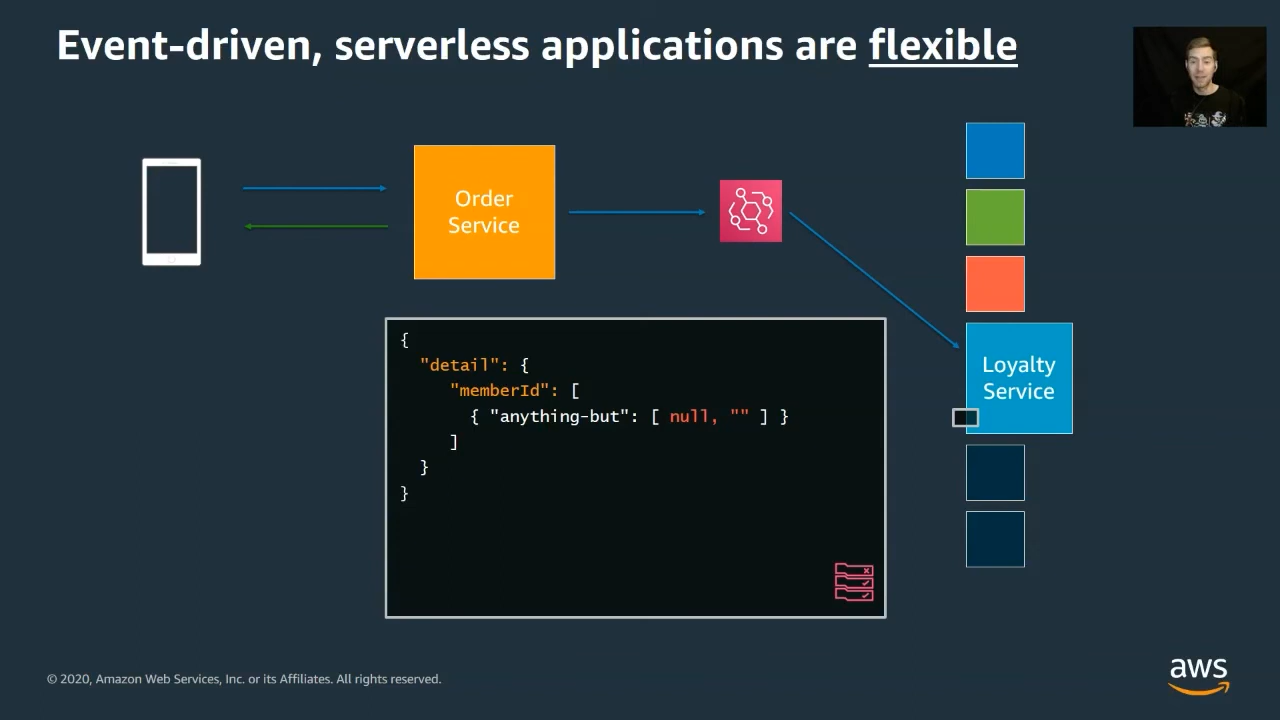 Event-driven, serverless applications are flexible
Order
Service
{
"detail": {
"memberId": [
{ "anything-but": [ null, "" ] }
]
}
}
Loyalty
Service
© 2020, Amazon Web Services, Inc. or its Affiliates. All rights reserved.
aws